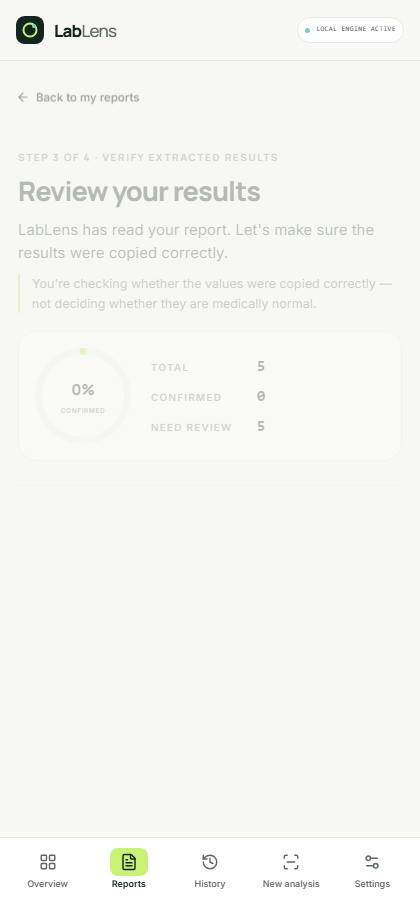 LabLens
LOCAL ENGINE ACTIVE
← Back to my reports
STEP 3 OF 4 · VERIFY EXTRACTED RESULTS
Review your results
LabLens has read your report. Let's make sure the
results were copied correctly.
You're checking whether the values were copied correctly —
not deciding whether they are medically normal.
0%
CONFIRMED
TOTAL 5
CONFIRMED 0
NEED REVIEW 5
Overview
Reports
History
New analysis
Settings